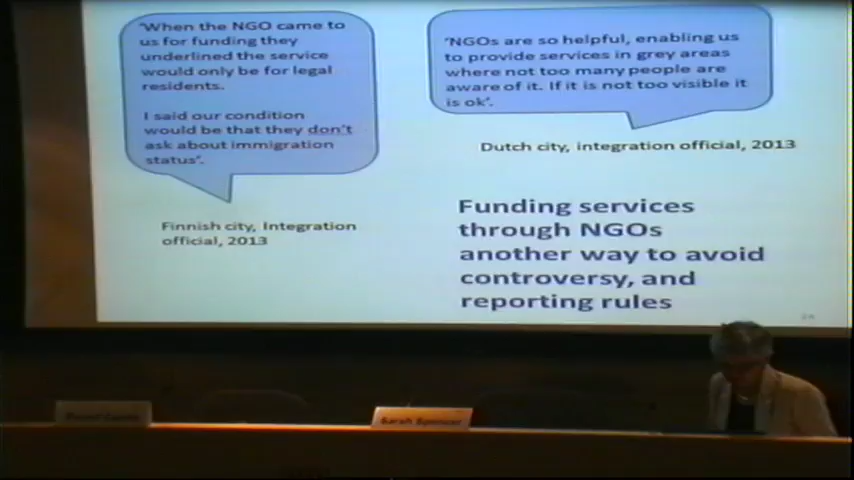 'When the NGO came to
us for funding they
underlined the service
would only be for legal
residents.
I said our condition
would be that they don't
ask about immigration
status'.
Finnish city, Integration
official, 2013
'NGOs are so helpful, enabling us
to provide services in grey areas
where not too many people are
aware of it. If it is not too visible it
is ok'.
Dutch city, integration official, 2013
Funding services
through NGOs
another way to avoid
controversy, and
reporting rules
Sarah Spencer